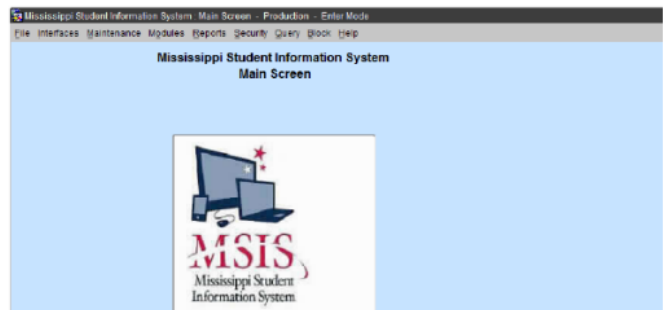 Mississippi Student Information System Main Screen - Production - Enter Mode
File Interfaces Maintenance Modules Reports Security Query Block Help
Mississippi Student Information System
Main Screen
MSIS
Mississippi Student
Information System